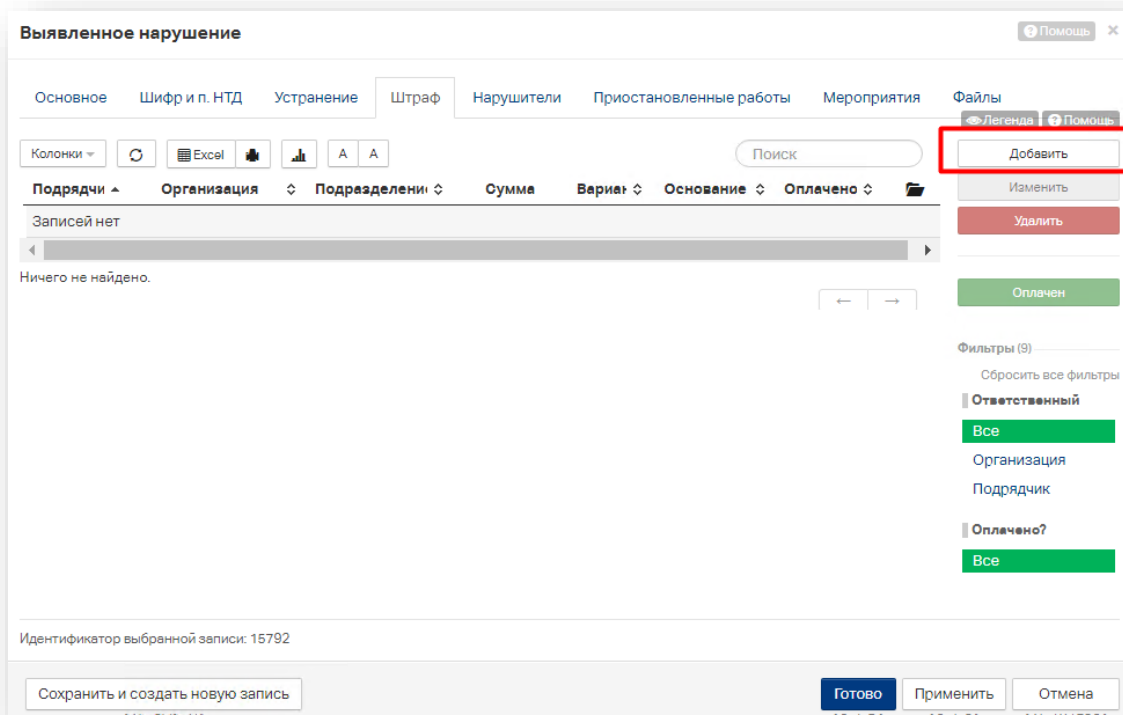 Выявленное нарушение
Помощь ×
Основное Шифр и п. НТД Устранение Штраф Нарушители Приостановленные работы Мероприятия Файлы
Легенда Помощь
Колонки Excel A A Поиск
Добавить
Подрядчи Организация Подразделени Сумма Вариан Основание Оплачено
Изменить
Записей нет
Удалить
Ничего не найдено.
← →
Оплачен
Фильтры (9)
Сбросить все фильтры
Ответственный
Все
Организация
Подрядчик
Оплачено?
Все
Идентификатор выбранной записи: 15792
Сохранить и создать новую запись
Готово Применить Отмена